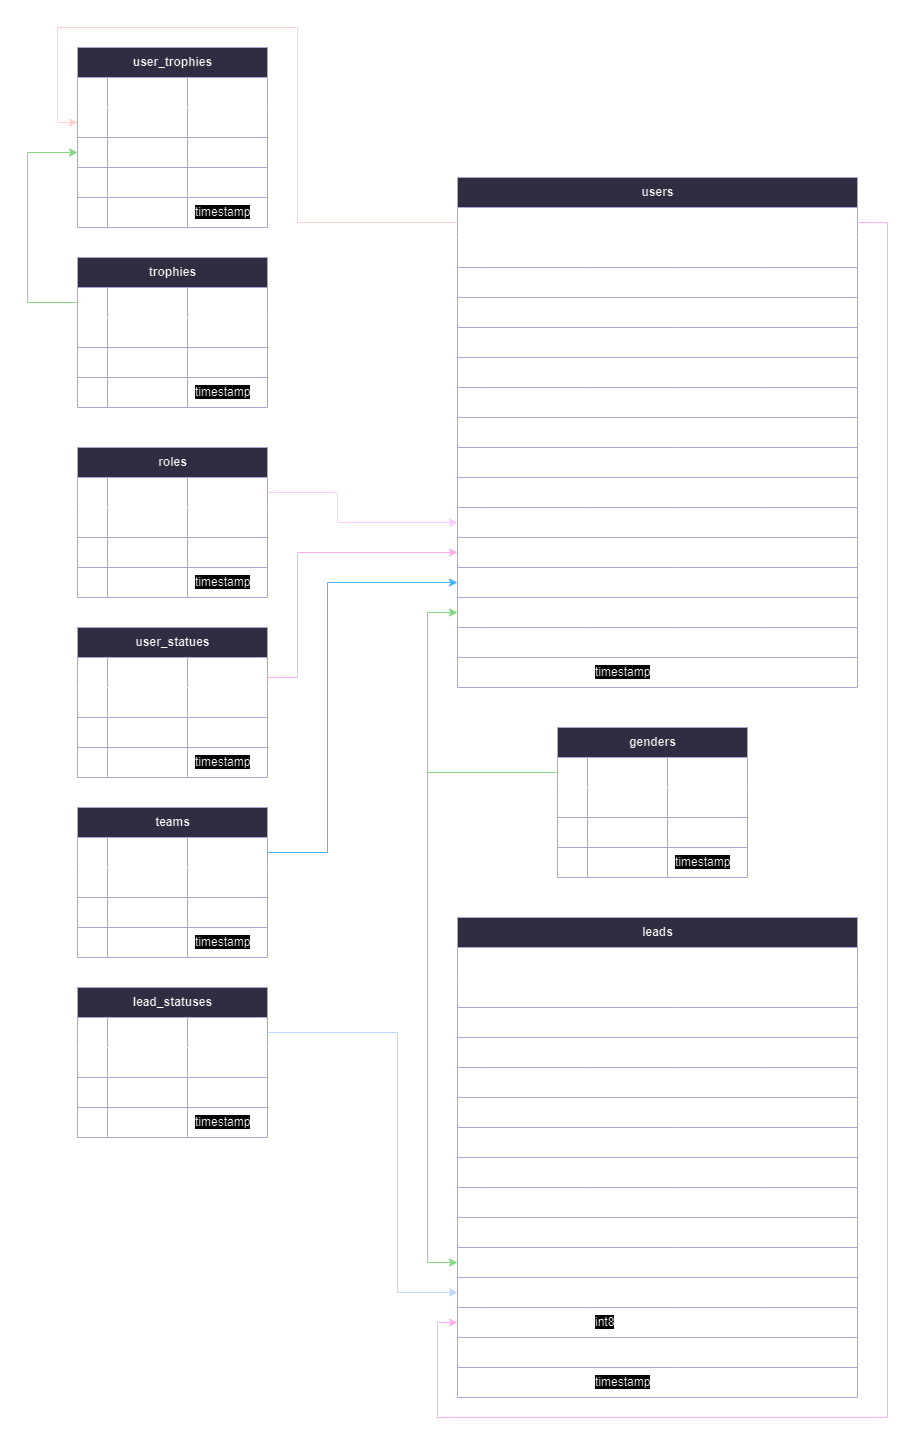 user_trophies
timestamp
trophies
timestamp
roles
timestamp
user_statues
timestamp
teams
timestamp
lead_statuses
timestamp
users
timestamp
genders
timestamp
leads
int8
timestamp